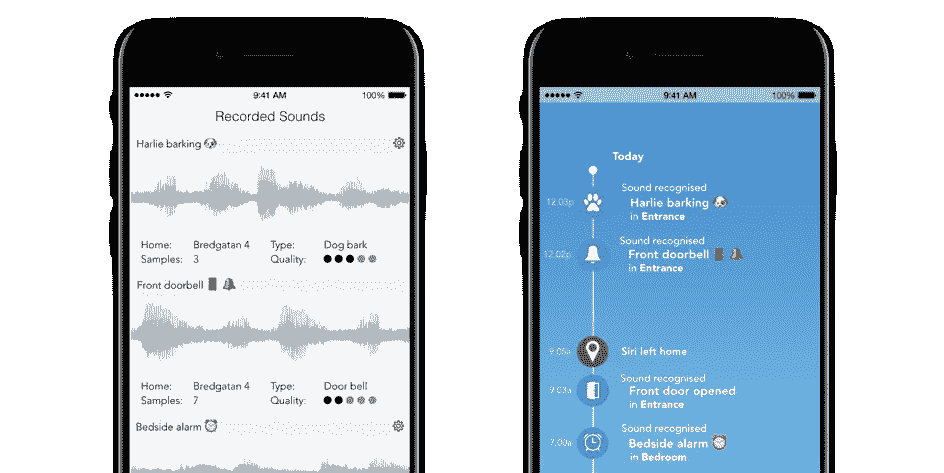 9:41 AM 100%
Recorded Sounds
Harlie barking 🐶
Home: Bredgatan 4 Type: Dog bark
Samples: 3 Quality:
Front doorbell 🚪🔔
Home: Bredgatan 4 Type: Door bell
Samples: 7 Quality:
Bedside alarm ⏰
9:41 AM 100%
Today
Sound recognised
12.03p Harlie barking 🐶
in Entrance
Sound recognised
12.02p Front doorbell 🚪🔔
in Entrance
9.05a Siri left home
Sound recognised
9.03a Front door opened
in Entrance
Sound recognised
7.00a Bedside alarm ⏰
in Bedroom